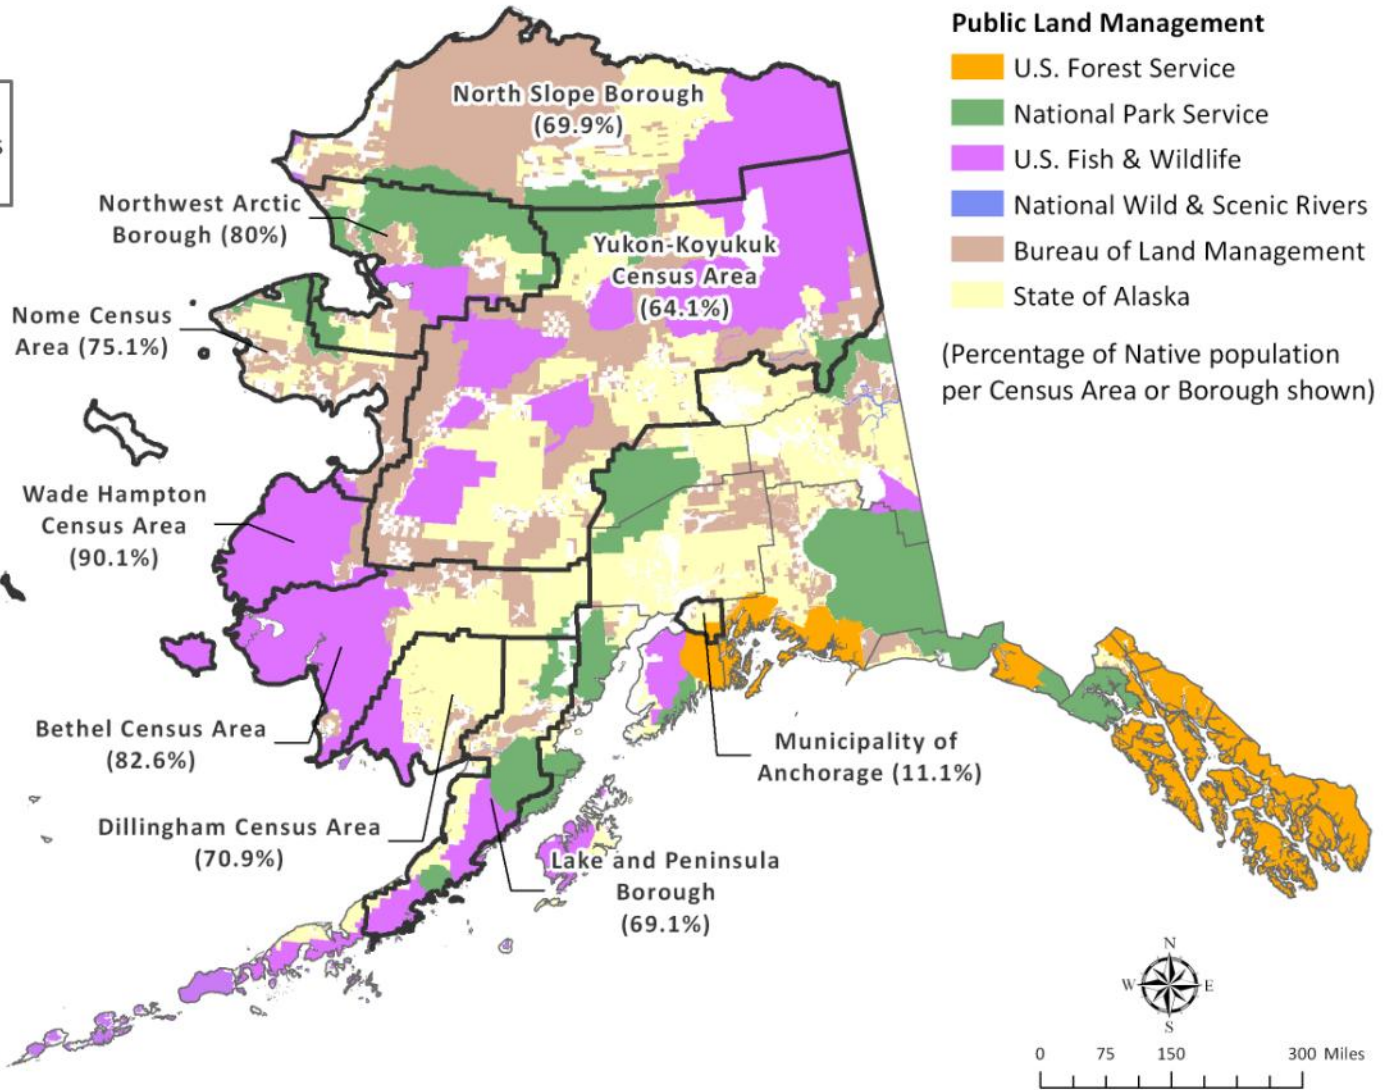 Public Land Management
U.S. Forest Service
National Park Service
U.S. Fish & Wildlife
National Wild & Scenic Rivers
Bureau of Land Management
State of Alaska
(Percentage of Native population
per Census Area or Borough shown)
s
North Slope Borough
(69.9%)
Northwest Arctic
Borough (80%)
Yukon-Koyukuk
Census Area
(64.1%)
Nome Census
Area (75.1%)
Wade Hampton
Census Area
(90.1%)
Bethel Census Area
(82.6%)
Municipality of
Anchorage (11.1%)
Dillingham Census Area
(70.9%)
Lake and Peninsula
Borough
(69.1%)
N
W E
S
0 75 150 300 Miles